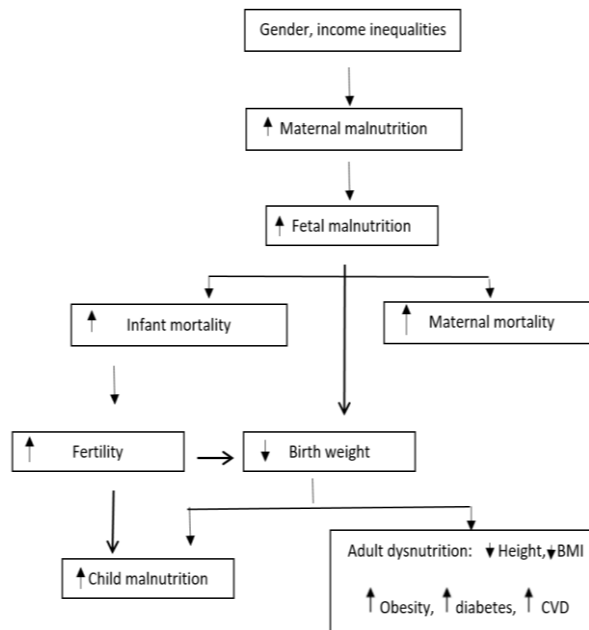 Gender, income inequalities
Maternal malnutrition
Fetal malnutrition
Infant mortality
Maternal mortality
Fertility
Birth weight
Child malnutrition
Adult dysnutrition: Height, BMI
Obesity, diabetes, CVD